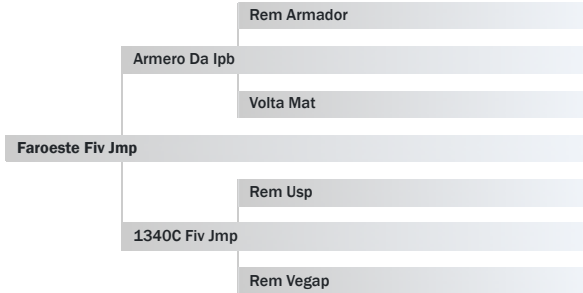 Rem Armador
Armero Da Ipb
Volta Mat
Faroeste Fiv Jmp
Rem Usp
1340C Fiv Jmp
Rem Vegap